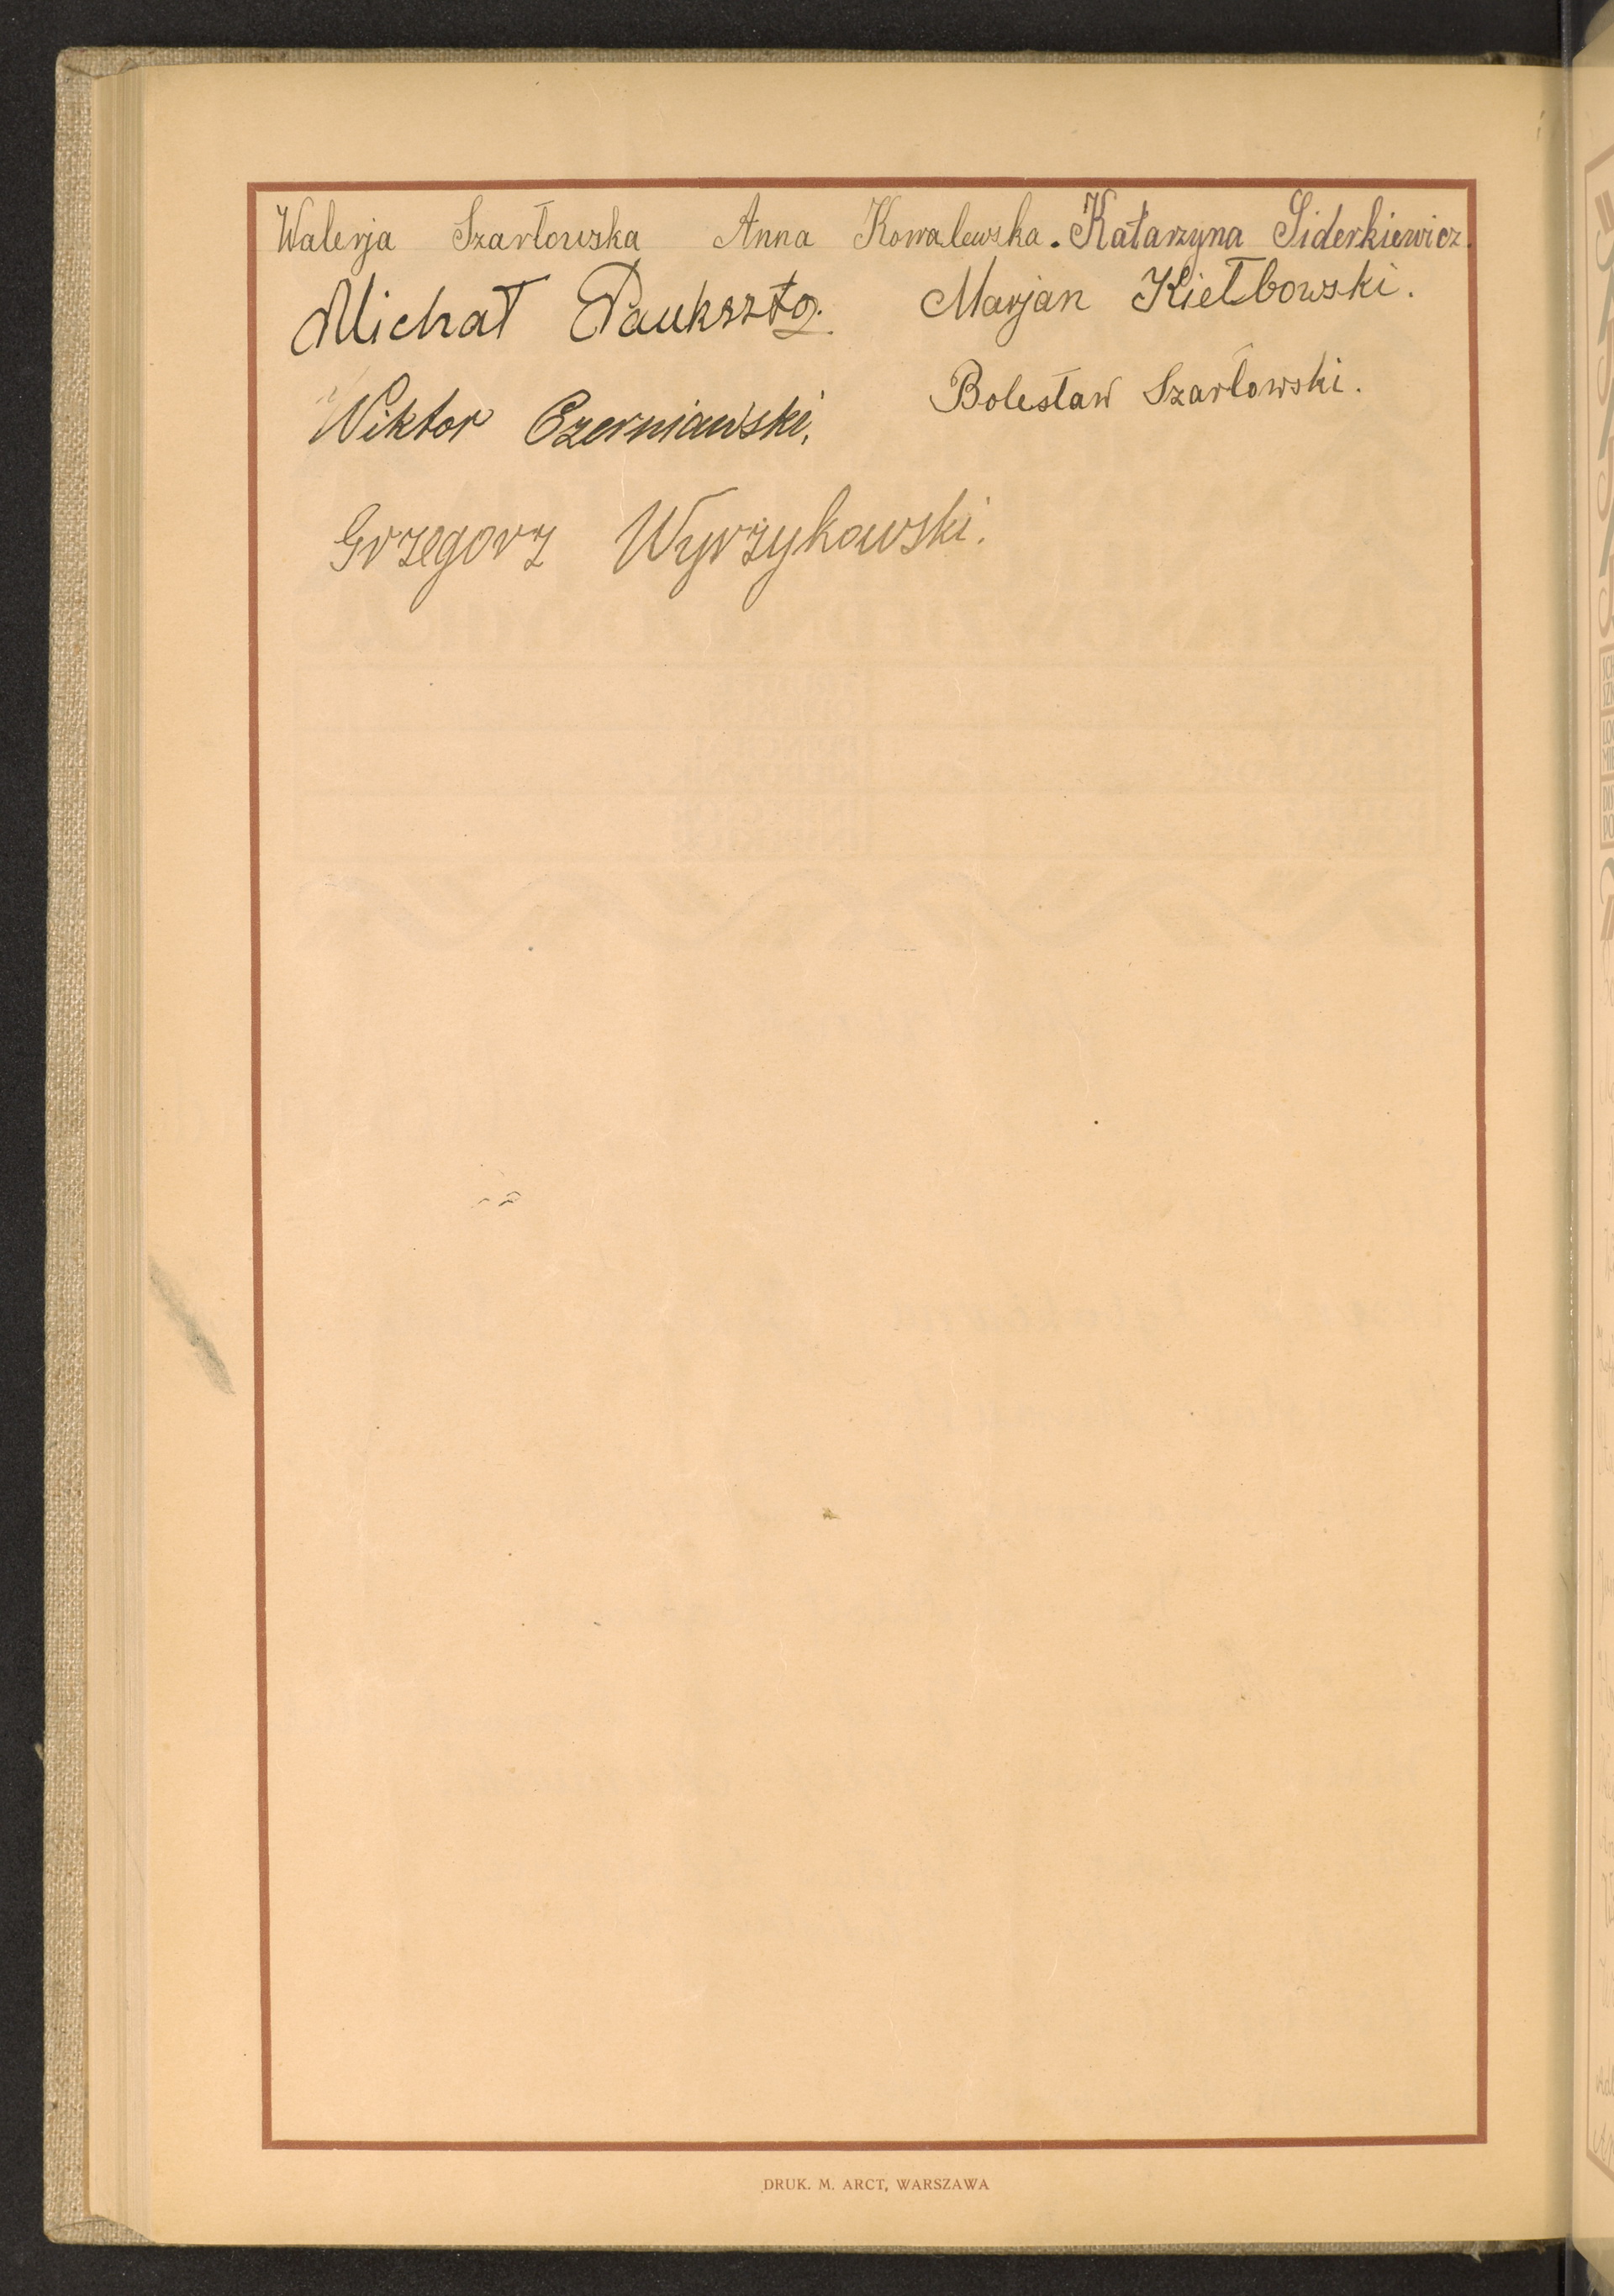 Walerja Szarłowska Anna Kowalewska. Katarzyna Siderkiewicz.
Michał Paukszto. Marjan Kiełbowski.
Wiktor Czerniawski. Bolesław Szarłowski.
Grzegorz Wyrzykowski.
DRUK. M. ARCT, WARSZAWA